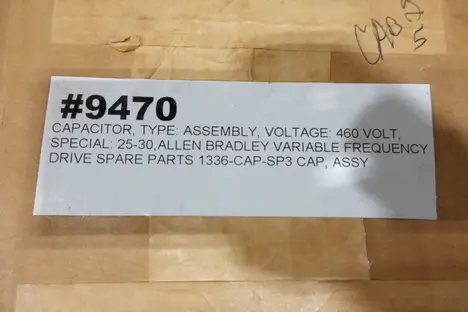 #9470
CAPACITOR, TYPE: ASSEMBLY, VOLTAGE: 460 VOLT,
SPECIAL: 25-30,ALLEN BRADLEY VARIABLE FREQUENCY
DRIVE SPARE PARTS 1336-CAP-SP3 CAP, ASSY